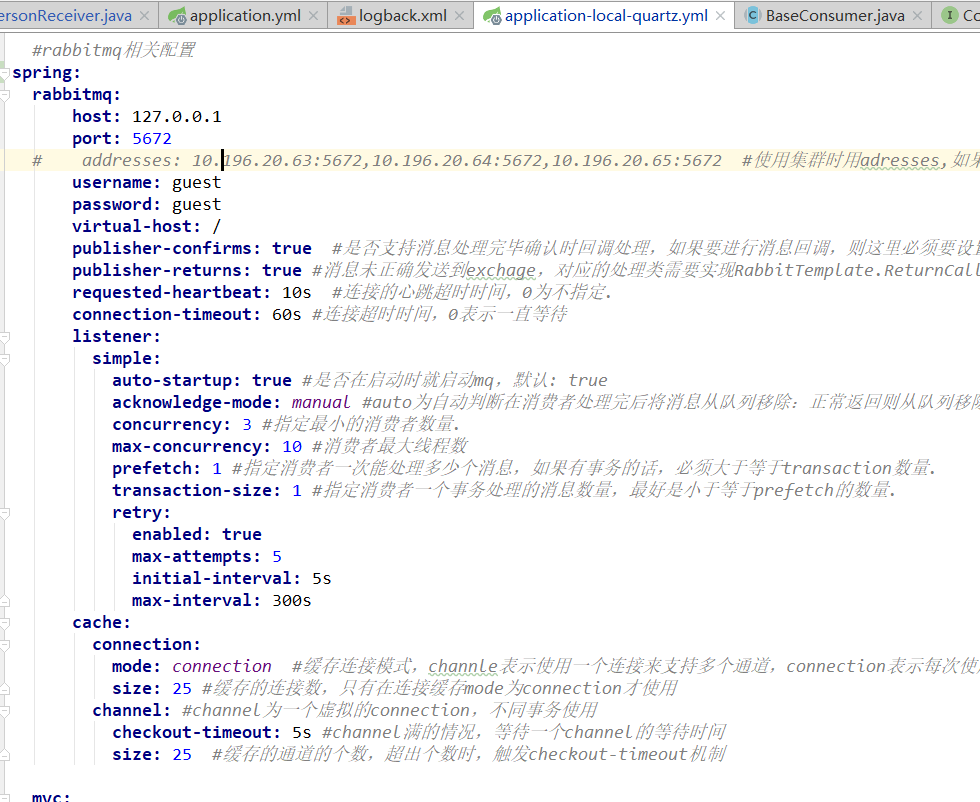 ersonReceiver.java × application.yml × logback.xml × application-local-quartz.yml × BaseConsumer.java × Co
#rabbitmq相关配置
spring:
rabbitmq:
host: 127.0.0.1
port: 5672
# addresses: 10.196.20.63:5672,10.196.20.64:5672,10.196.20.65:5672 #使用集群时用adresses,如果
username: guest
password: guest
virtual-host: /
publisher-confirms: true #是否支持消息处理完毕确认时回调处理，如果要进行消息回调，则这里必须要设置
publisher-returns: true #消息未正确发送到exchage，对应的处理类需要实现RabbitTemplate.ReturnCall
requested-heartbeat: 10s #连接的心跳超时时间，0为不指定.
connection-timeout: 60s #连接超时时间，0表示一直等待
listener:
simple:
auto-startup: true #是否在启动时就启动mq，默认: true
acknowledge-mode: manual #auto为自动判断在消费者处理完后将消息从队列移除：正常返回则从队列移除
concurrency: 3 #指定最小的消费者数量.
max-concurrency: 10 #消费者最大线程数
prefetch: 1 #指定消费者一次能处理多少个消息，如果有事务的话，必须大于等于transaction数量.
transaction-size: 1 #指定消费者一个事务处理的消息数量，最好是小于等于prefetch的数量.
retry:
enabled: true
max-attempts: 5
initial-interval: 5s
max-interval: 300s
cache:
connection:
mode: connection #缓存连接模式，channle表示使用一个连接来支持多个通道，connection表示每次使
size: 25 #缓存的连接数，只有在连接缓存mode为connection才使用
channel: #channel为一个虚拟的connection，不同事务使用
checkout-timeout: 5s #channel满的情况，等待一个channel的等待时间
size: 25 #缓存的通道的个数，超出个数时，触发checkout-timeout机制
mvc: